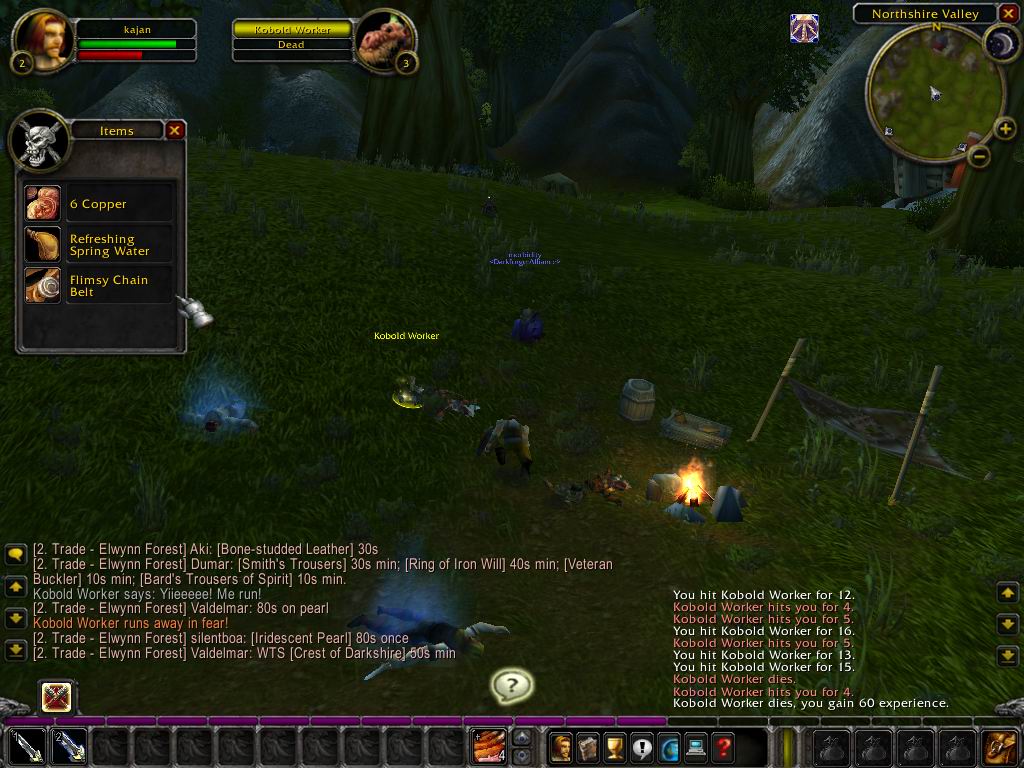 kajan
2
Kobold Worker
Dead
3
Northshire Valley
N
Items
6 Copper
Refreshing
Spring Water
Flimsy Chain
Belt
morbidity
<Darkforge Alliance>
Kobold Worker
[2. Trade - Elwynn Forest] Aki: [Bone-studded Leather] 30s
[2. Trade - Elwynn Forest] Dumar: [Smith's Trousers] 30s min; [Ring of Iron Will] 40s min; [Veteran
Buckler] 10s min; [Bard's Trousers of Spirit] 10s min.
Kobold Worker says: Yiieeeee! Me run!
[2. Trade - Elwynn Forest] Valdelmar: 80s on pearl
Kobold Worker runs away in fear!
[2. Trade - Elwynn Forest] silentboa: [Iridescent Pearl] 80s once
[2. Trade - Elwynn Forest] Valdelmar: WTS [Crest of Darkshire] 50s min
You hit Kobold Worker for 12.
Kobold Worker hits you for 4.
Kobold Worker hits you for 5.
You hit Kobold Worker for 16.
Kobold Worker hits you for 5.
You hit Kobold Worker for 13.
You hit Kobold Worker for 15.
Kobold Worker dies.
Kobold Worker hits you for 4.
Kobold Worker dies, you gain 60 experience.
?
1
2
4
!
?